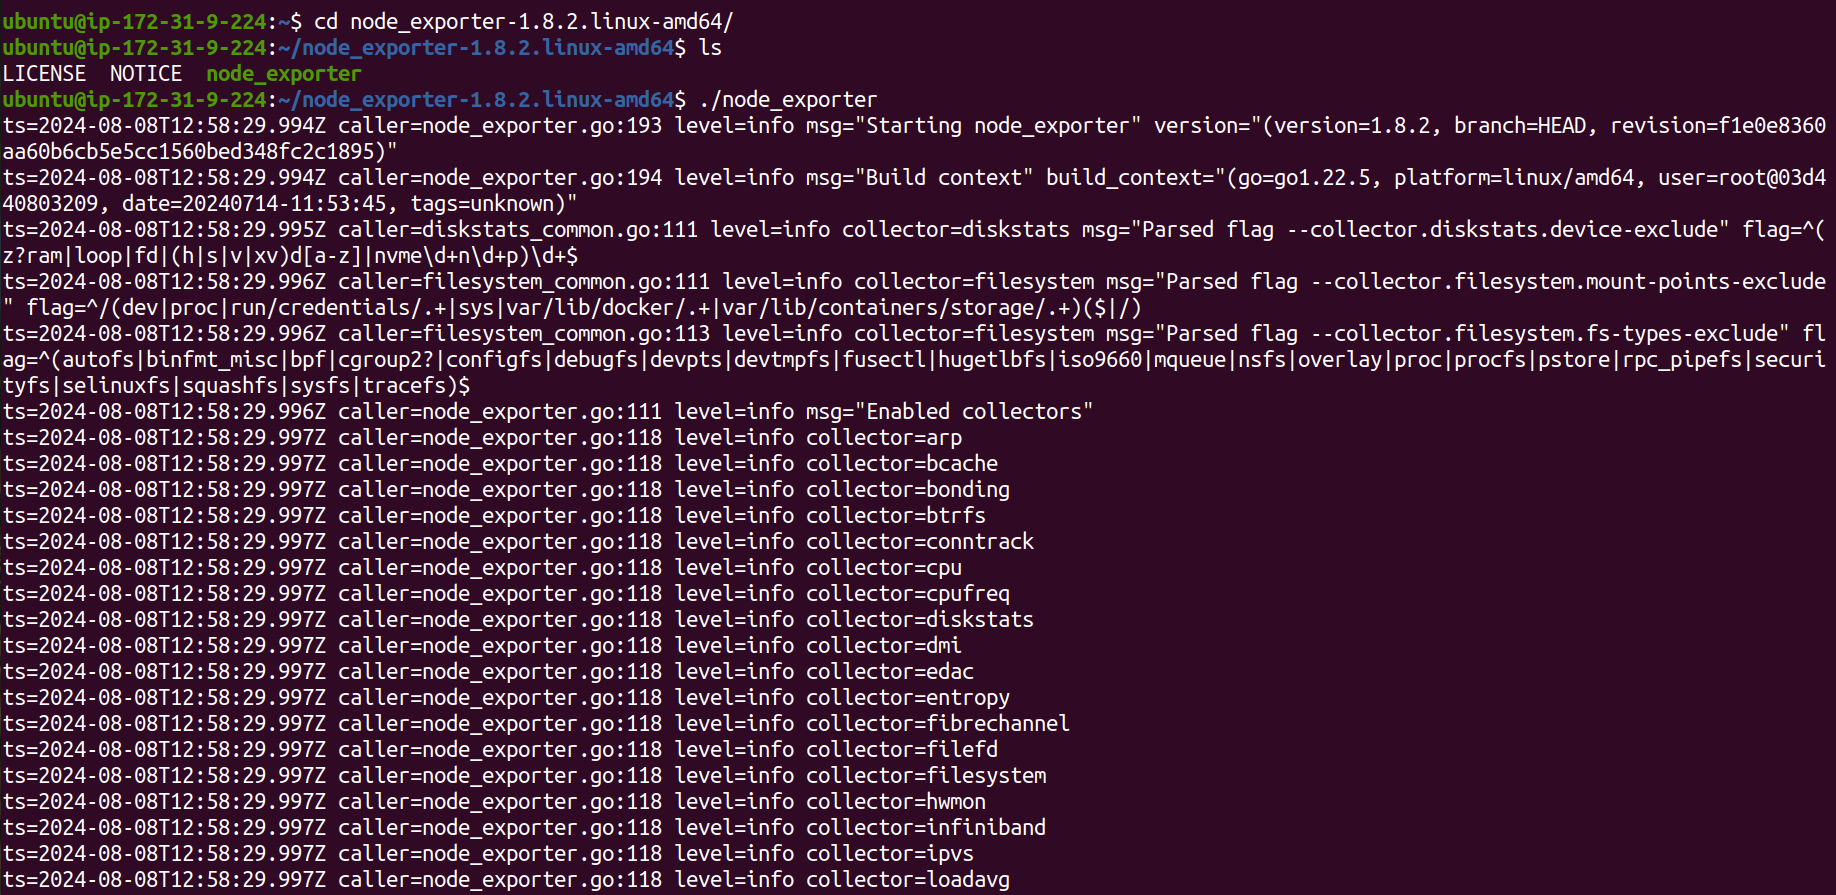 ubuntu@ip-172-31-9-224:~$ cd node_exporter-1.8.2.linux-amd64/
ubuntu@ip-172-31-9-224:~/node_exporter-1.8.2.linux-amd64$ ls
LICENSE  NOTICE  node_exporter
ubuntu@ip-172-31-9-224:~/node_exporter-1.8.2.linux-amd64$ ./node_exporter
ts=2024-08-08T12:58:29.994Z caller=node_exporter.go:193 level=info msg="Starting node_exporter" version="(version=1.8.2, branch=HEAD, revision=f1e0e8360
aa60b6cb5e5cc1560bed348fc2c1895)"
ts=2024-08-08T12:58:29.994Z caller=node_exporter.go:194 level=info msg="Build context" build_context="(go=go1.22.5, platform=linux/amd64, user=root@03d4
40803209, date=20240714-11:53:45, tags=unknown)"
ts=2024-08-08T12:58:29.995Z caller=diskstats_common.go:111 level=info collector=diskstats msg="Parsed flag --collector.diskstats.device-exclude" flag=^(
z?ram|loop|fd|(h|s|v|xv)d[a-z]|nvme\d+n\d+p)\d+$
ts=2024-08-08T12:58:29.996Z caller=filesystem_common.go:111 level=info collector=filesystem msg="Parsed flag --collector.filesystem.mount-points-exclude
" flag=^/(dev|proc|run/credentials/.+|sys|var/lib/docker/.+|var/lib/containers/storage/.+)($|/)
ts=2024-08-08T12:58:29.996Z caller=filesystem_common.go:113 level=info collector=filesystem msg="Parsed flag --collector.filesystem.fs-types-exclude" fl
ag=^(autofs|binfmt_misc|bpf|cgroup2?|configfs|debugfs|devpts|devtmpfs|fusectl|hugetlbfs|iso9660|mqueue|nsfs|overlay|proc|procfs|pstore|rpc_pipefs|securi
tyfs|selinuxfs|squashfs|sysfs|tracefs)$
ts=2024-08-08T12:58:29.996Z caller=node_exporter.go:111 level=info msg="Enabled collectors"
ts=2024-08-08T12:58:29.997Z caller=node_exporter.go:118 level=info collector=arp
ts=2024-08-08T12:58:29.997Z caller=node_exporter.go:118 level=info collector=bcache
ts=2024-08-08T12:58:29.997Z caller=node_exporter.go:118 level=info collector=bonding
ts=2024-08-08T12:58:29.997Z caller=node_exporter.go:118 level=info collector=btrfs
ts=2024-08-08T12:58:29.997Z caller=node_exporter.go:118 level=info collector=conntrack
ts=2024-08-08T12:58:29.997Z caller=node_exporter.go:118 level=info collector=cpu
ts=2024-08-08T12:58:29.997Z caller=node_exporter.go:118 level=info collector=cpufreq
ts=2024-08-08T12:58:29.997Z caller=node_exporter.go:118 level=info collector=diskstats
ts=2024-08-08T12:58:29.997Z caller=node_exporter.go:118 level=info collector=dmi
ts=2024-08-08T12:58:29.997Z caller=node_exporter.go:118 level=info collector=edac
ts=2024-08-08T12:58:29.997Z caller=node_exporter.go:118 level=info collector=entropy
ts=2024-08-08T12:58:29.997Z caller=node_exporter.go:118 level=info collector=fibrechannel
ts=2024-08-08T12:58:29.997Z caller=node_exporter.go:118 level=info collector=filefd
ts=2024-08-08T12:58:29.997Z caller=node_exporter.go:118 level=info collector=filesystem
ts=2024-08-08T12:58:29.997Z caller=node_exporter.go:118 level=info collector=hwmon
ts=2024-08-08T12:58:29.997Z caller=node_exporter.go:118 level=info collector=infiniband
ts=2024-08-08T12:58:29.997Z caller=node_exporter.go:118 level=info collector=ipvs
ts=2024-08-08T12:58:29.997Z caller=node_exporter.go:118 level=info collector=loadavg